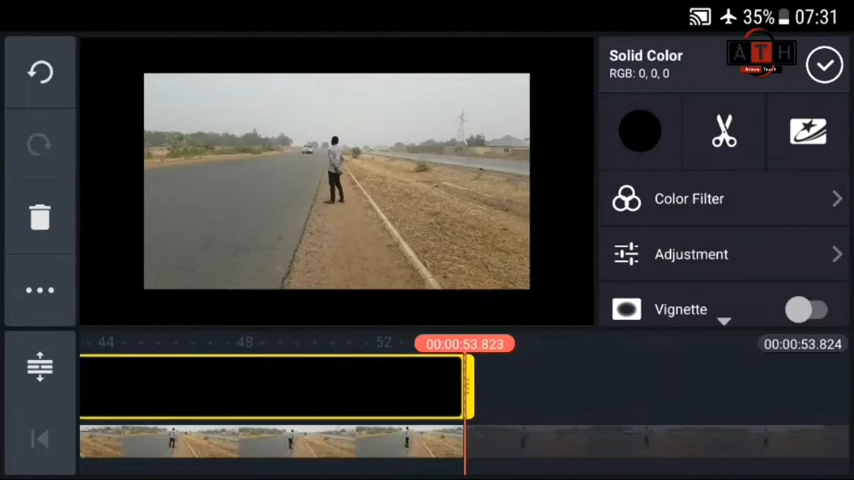 35% 07:31
Solid Color
RGB: 0, 0, 0
ATH
Color Filter
Adjustment
Vignette
44 48 52
00:00:53.823
00:00:53.824